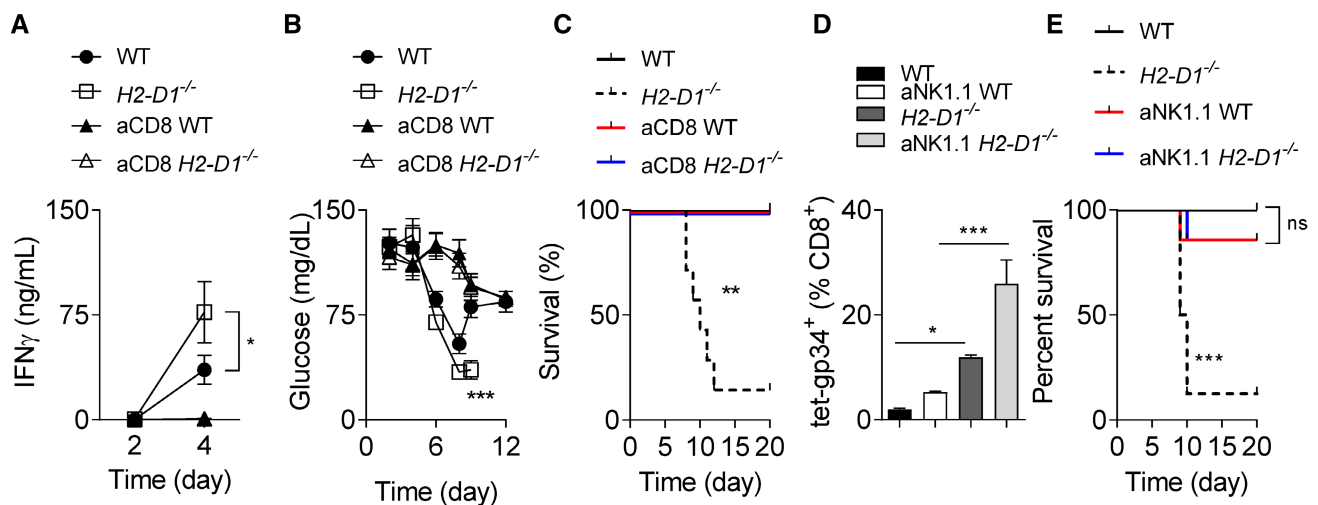 A
WT
H2-D1-/-
aCD8 WT
aCD8 H2-D1-/-
IFNγ (ng/mL)
150
75
0
*
2 4
Time (day)
B
WT
H2-D1-/-
aCD8 WT
aCD8 H2-D1-/-
Glucose (mg/dL)
150
75
0
***
0 6 12
Time (day)
C
WT
H2-D1-/-
aCD8 WT
aCD8 H2-D1-/-
Survival (%)
100
50
0
**
0 5 10 15 20
Time (day)
D
WT
aNK1.1 WT
H2-D1-/-
aNK1.1 H2-D1-/-
tet-gp34+ (% CD8+)
40
20
0
*
***
E
WT
H2-D1-/-
aNK1.1 WT
aNK1.1 H2-D1-/-
Percent survival
100
50
0
ns
***
0 5 10 15 20
Time (day)